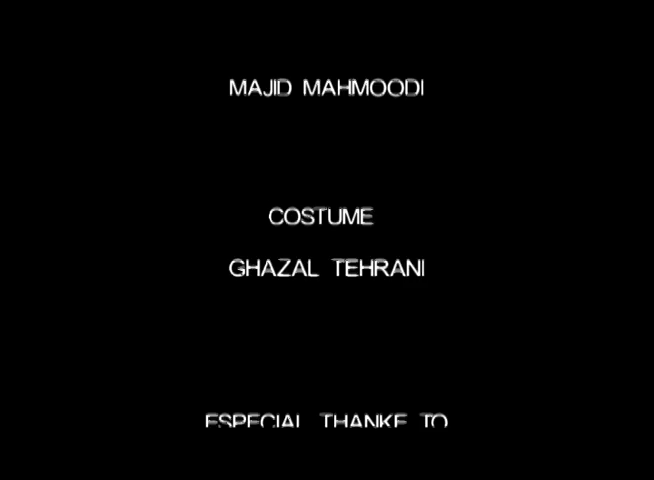 MAJID MAHMOODI
COSTUME
GHAZAL TEHRANI
ESPECIAL THANKE TO